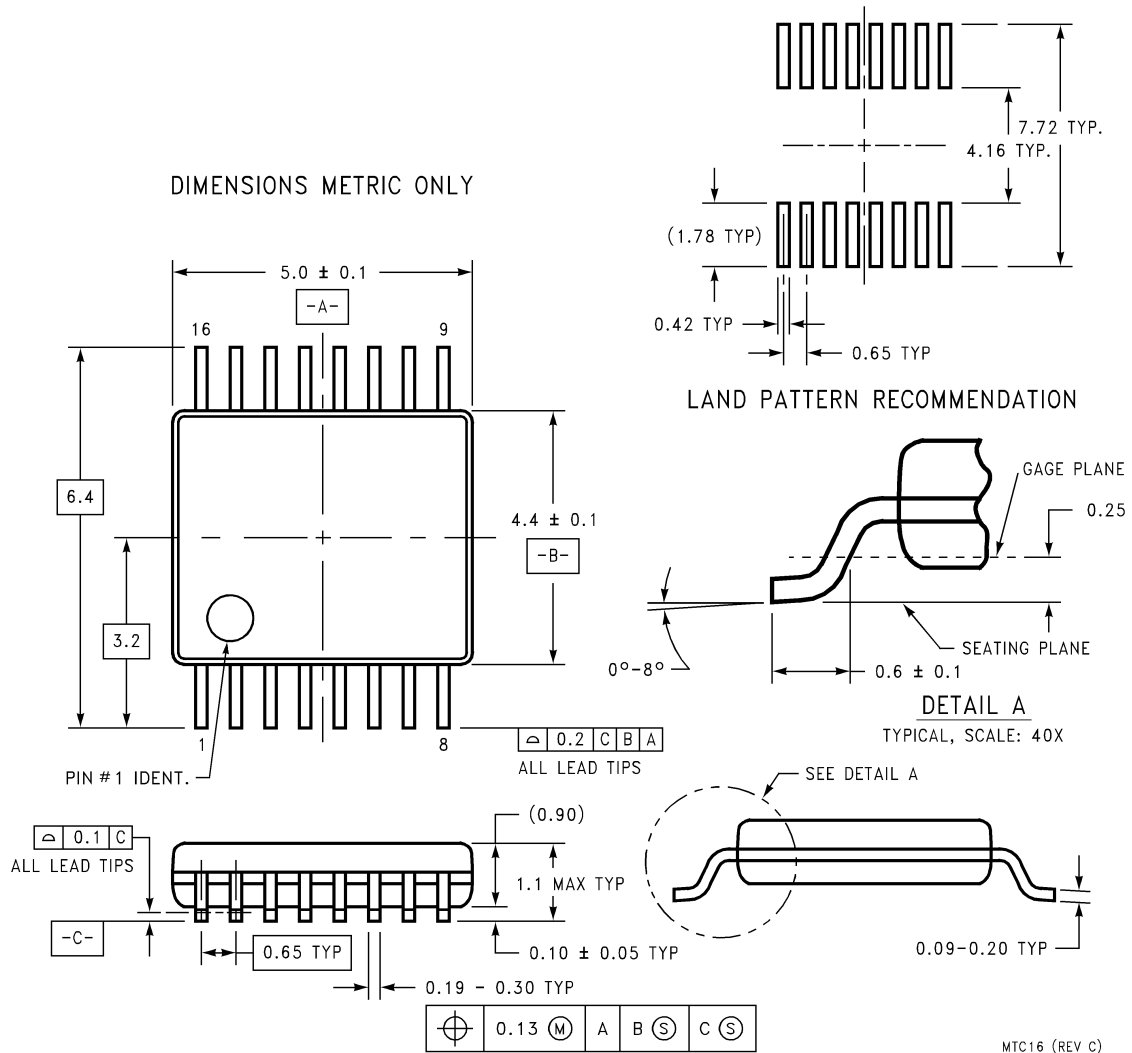 7.72 TYP.
4.16 TYP.
DIMENSIONS METRIC ONLY
(1.78 TYP)
5.0 ± 0.1
-A-
0.42 TYP
16
9
0.65 TYP
LAND PATTERN RECOMMENDATION
GAGE PLANE
6.4
0.25
4.4 ± 0.1
-B-
3.2
SEATING PLANE
0°-8°
0.6 ± 0.1
DETAIL A
TYPICAL, SCALE: 40X
1
8
⌓ 0.2 C B A
ALL LEAD TIPS
PIN #1 IDENT.
SEE DETAIL A
(0.90)
⌓ 0.1 C
ALL LEAD TIPS
1.1 MAX TYP
-C-
0.65 TYP
0.10 ± 0.05 TYP
0.09-0.20 TYP
0.19 - 0.30 TYP
⌖ 0.13 Ⓜ A B Ⓢ C Ⓢ
MTC16 (REV C)